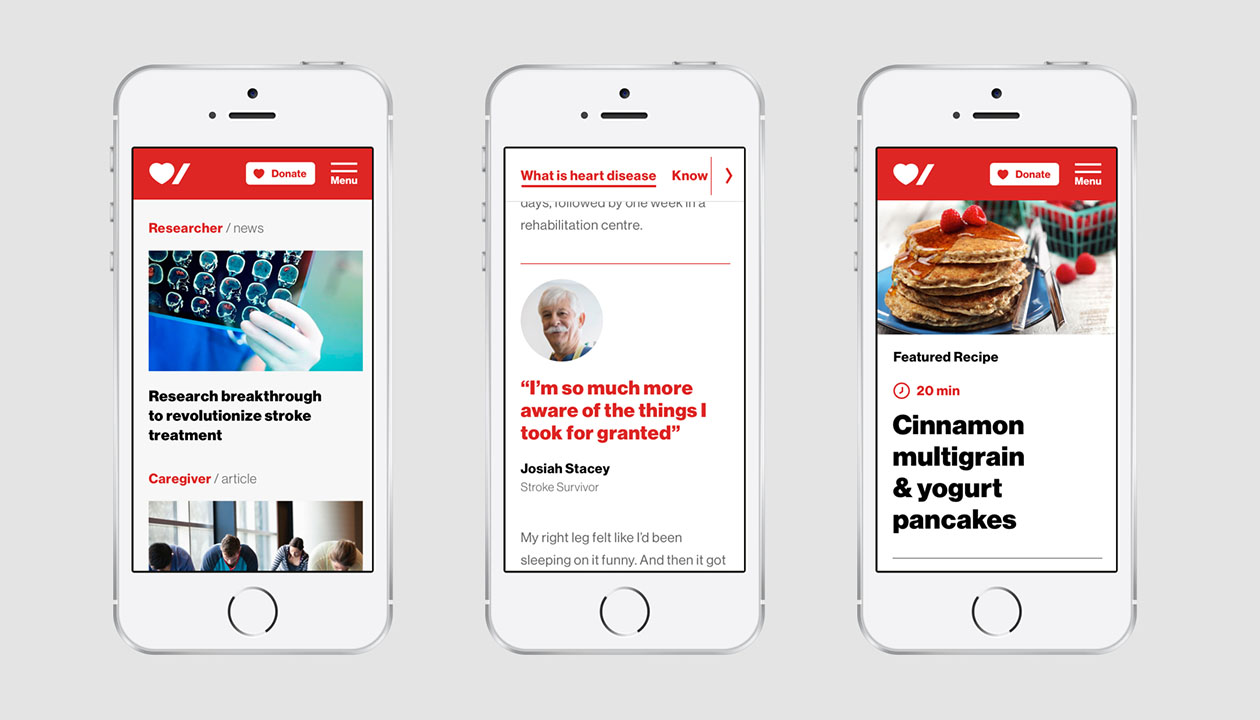 Donate
Menu
Researcher / news
Research breakthrough
to revolutionize stroke
treatment
Caregiver / article
What is heart disease
Know
days, followed by one week in a
rehabilitation centre.
“I’m so much more
aware of the things I
took for granted”
Josiah Stacey
Stroke Survivor
My right leg felt like I’d been
sleeping on it funny. And then it got
Donate
Menu
Featured Recipe
20 min
Cinnamon
multigrain
& yogurt
pancakes